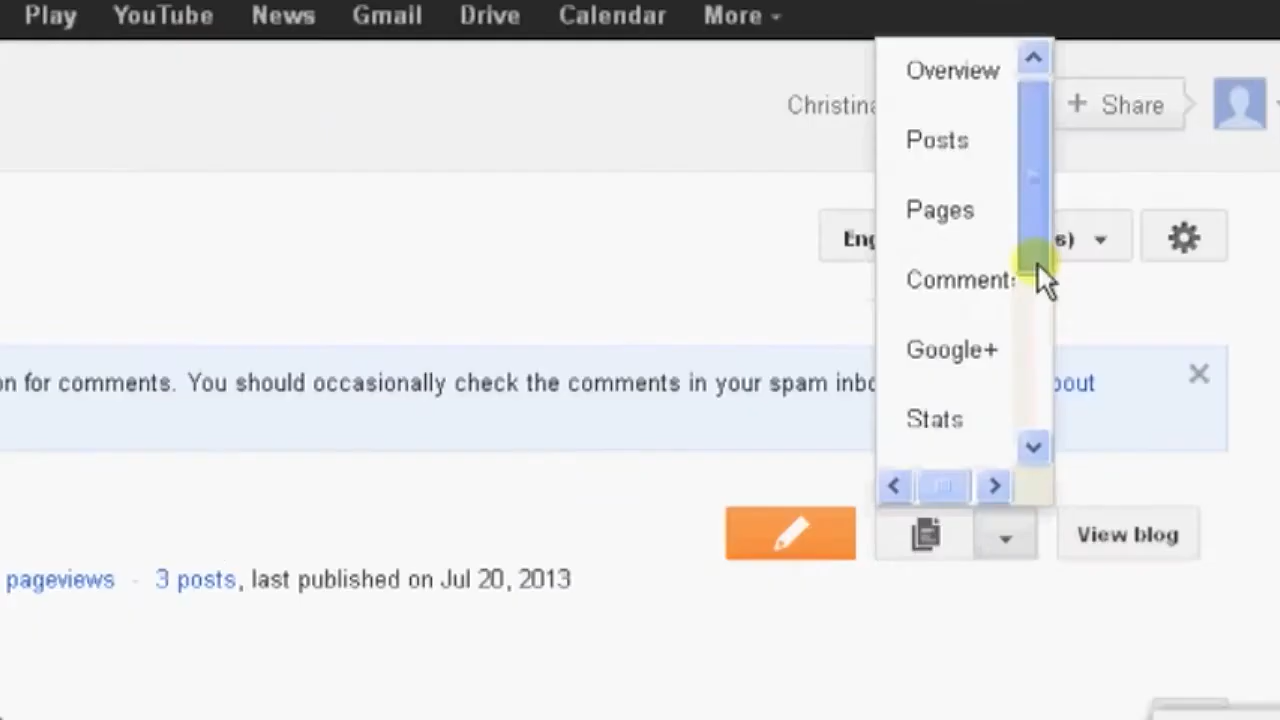 Play YouTube News Gmail Drive Calendar More
Overview
Christina + Share
Posts
Pages
Eng s)
Comments
Google+
on for comments. You should occasionally check the comments in your spam inbo bout
Stats
View blog
pageviews · 3 posts, last published on Jul 20, 2013